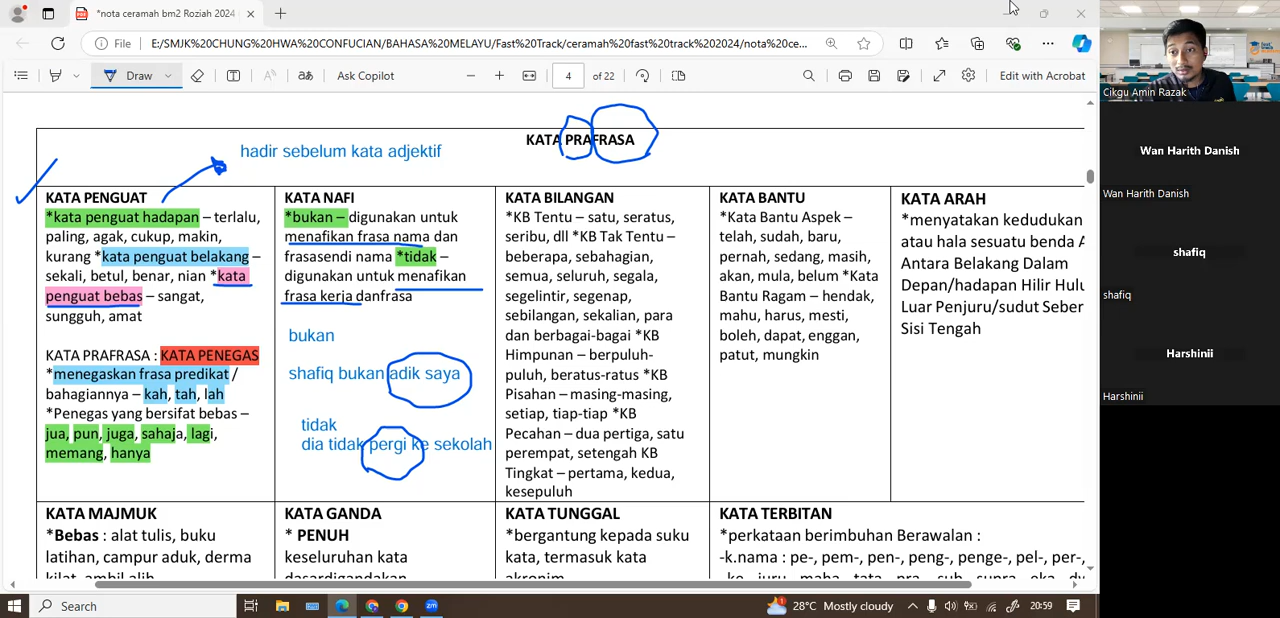 *nota ceramah bm2 Roziah 2024
File
E:/SMJK%20CHUNG%20HWA%20CONFUCIAN/BAHASA%20MELAYU/Fast%20Track/ceramah%20fast%20track%202024/nota%20ce...
Draw
Ask Copilot
4 of 22
Edit with Acrobat
KATA PRAFRASA
hadir sebelum kata adjektif
KATA PENGUAT
*kata penguat hadapan – terlalu,
paling, agak, cukup, makin,
kurang *kata penguat belakang –
sekali, betul, benar, nian *kata
penguat bebas – sangat,
sungguh, amat
KATA PRAFRASA : KATA PENEGAS
*menegaskan frasa predikat /
bahagiannya – kah, tah, lah
*Penegas yang bersifat bebas –
jua, pun, juga, sahaja, lagi,
memang, hanya
KATA NAFI
*bukan – digunakan untuk
menafikan frasa nama dan
frasasendi nama *tidak –
digunakan untuk menafikan
frasa kerja danfrasa
bukan
shafiq bukan adik saya
tidak
dia tidak pergi ke sekolah
KATA BILANGAN
*KB Tentu – satu, seratus,
seribu, dll *KB Tak Tentu –
beberapa, sebahagian,
semua, seluruh, segala,
segelintir, segenap,
sebilangan, sekalian, para
dan berbagai-bagai *KB
Himpunan – berpuluh-
puluh, beratus-ratus *KB
Pisahan – masing-masing,
setiap, tiap-tiap *KB
Pecahan – dua pertiga, satu
perempat, setengah KB
Tingkat – pertama, kedua,
kesepuluh
KATA BANTU
*Kata Bantu Aspek –
telah, sudah, baru,
pernah, sedang, masih,
akan, mula, belum *Kata
Bantu Ragam – hendak,
mahu, harus, mesti,
boleh, dapat, enggan,
patut, mungkin
KATA ARAH
*menyatakan kedudukan
atau hala sesuatu benda A
Antara Belakang Dalam
Depan/hadapan Hilir Hulu
Luar Penjuru/sudut Seber
Sisi Tengah
KATA MAJMUK
*Bebas : alat tulis, buku
latihan, campur aduk, derma
kilat, ambil alih
KATA GANDA
* PENUH
keseluruhan kata
dasardigandakan
KATA TUNGGAL
*bergantung kepada suku
kata, termasuk kata
akronim
KATA TERBITAN
*perkataan berimbuhan Berawalan :
-k.nama : pe-, pem-, pen-, peng-, penge-, pel-, per-,
Cikgu Amin Razak
Wan Harith Danish
Wan Harith Danish
shafiq
shafiq
Harshinii
Harshinii
Search
28°C Mostly cloudy
20:59